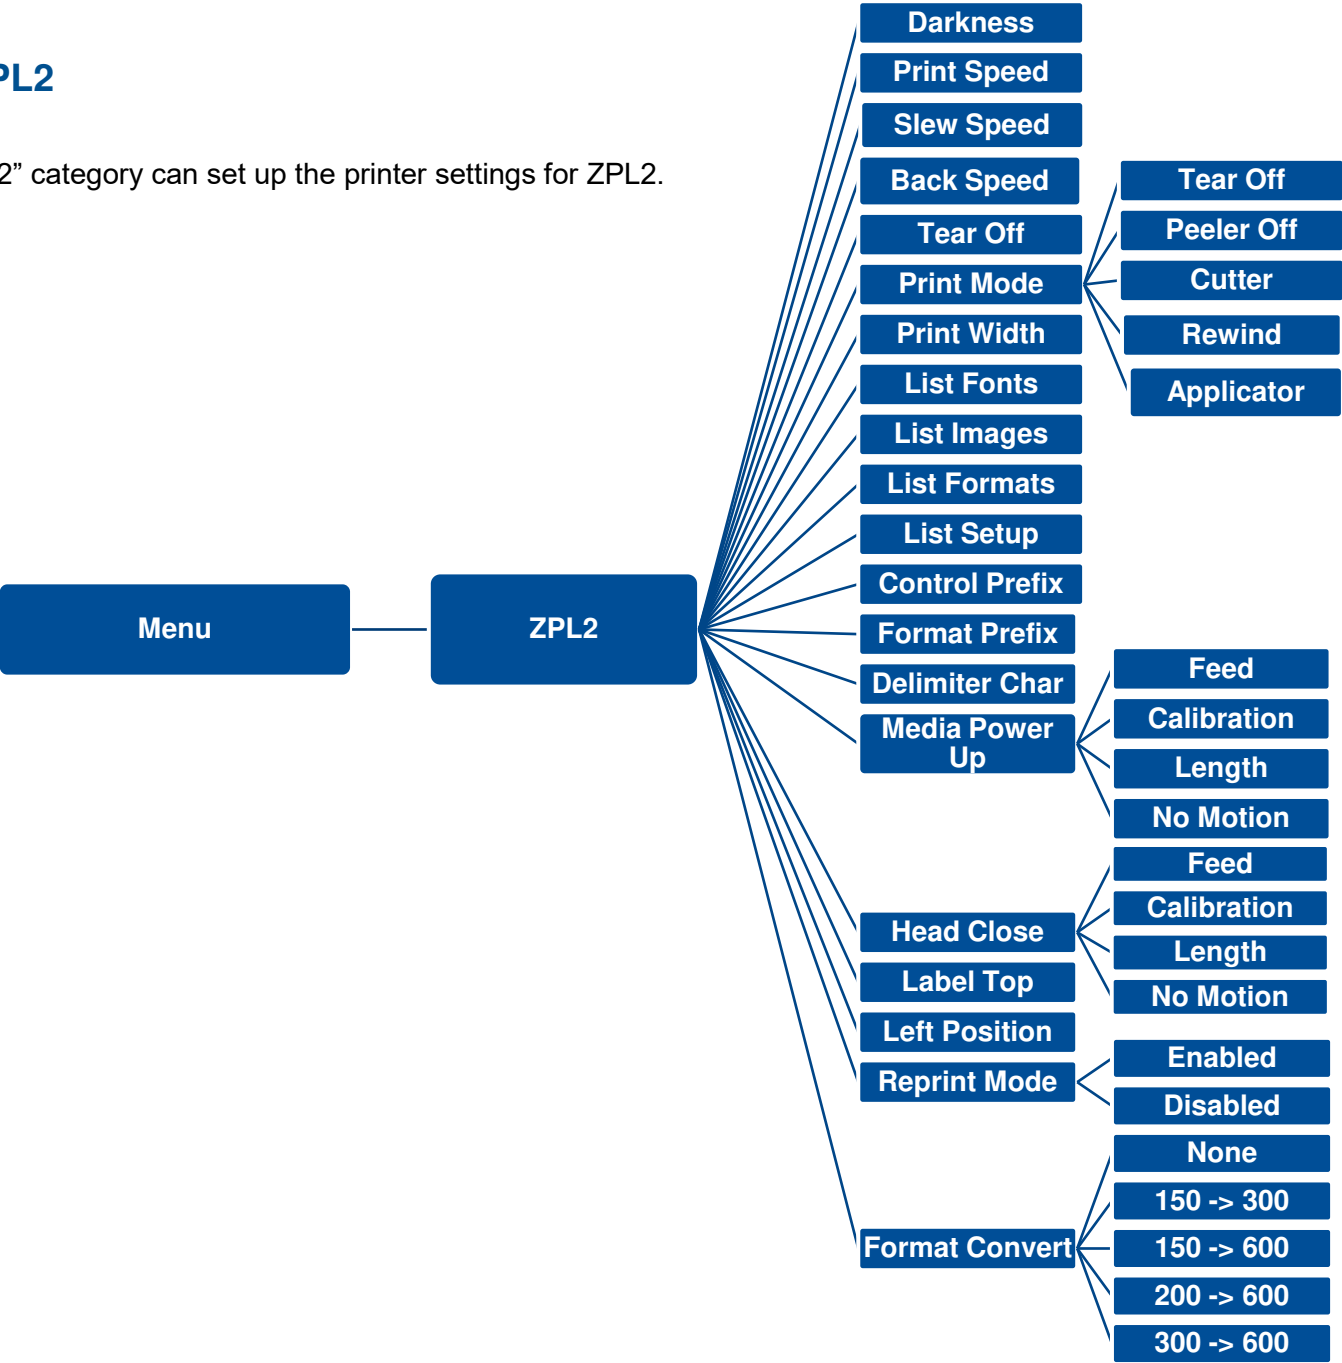 PL2
2” category can set up the printer settings for ZPL2.
Menu
ZPL2
Darkness
Print Speed
Slew Speed
Back Speed
Tear Off
Print Mode
Tear Off
Peeler Off
Cutter
Rewind
Applicator
Print Width
List Fonts
List Images
List Formats
List Setup
Control Prefix
Format Prefix
Delimiter Char
Media Power
Up
Feed
Calibration
Length
No Motion
Head Close
Feed
Calibration
Length
No Motion
Label Top
Left Position
Reprint Mode
Enabled
Disabled
Format Convert
None
150 -> 300
150 -> 600
200 -> 600
300 -> 600